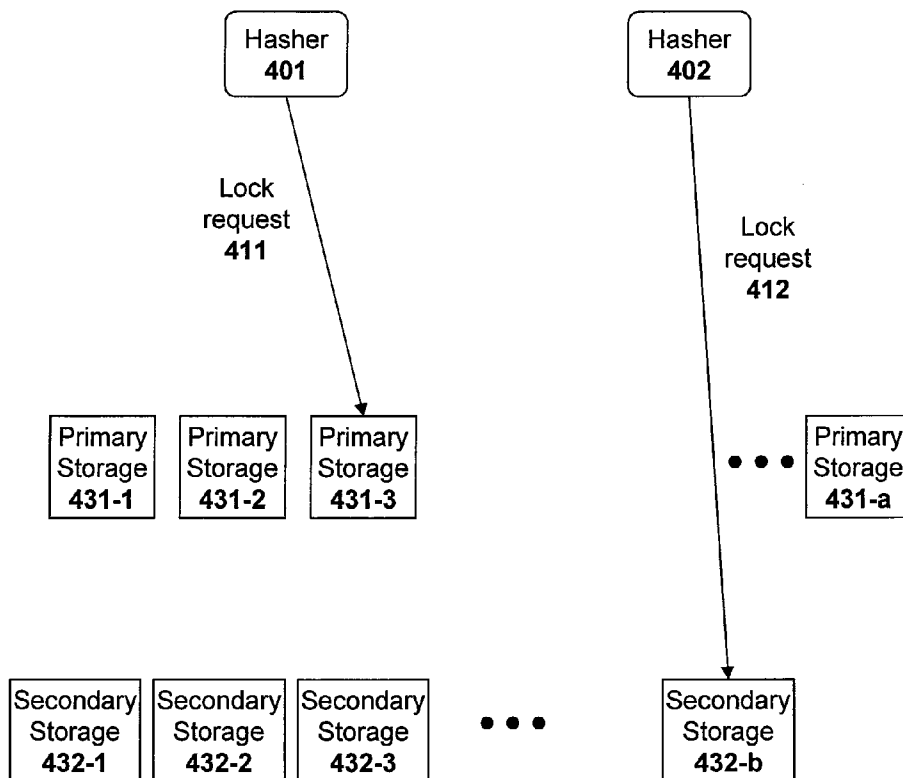 Hasher
401
Hasher
402
Lock
request
411
Lock
request
412
Primary
Storage
431-1
Primary
Storage
431-2
Primary
Storage
431-3
Primary
Storage
431-a
Secondary
Storage
432-1
Secondary
Storage
432-2
Secondary
Storage
432-3
Secondary
Storage
432-b